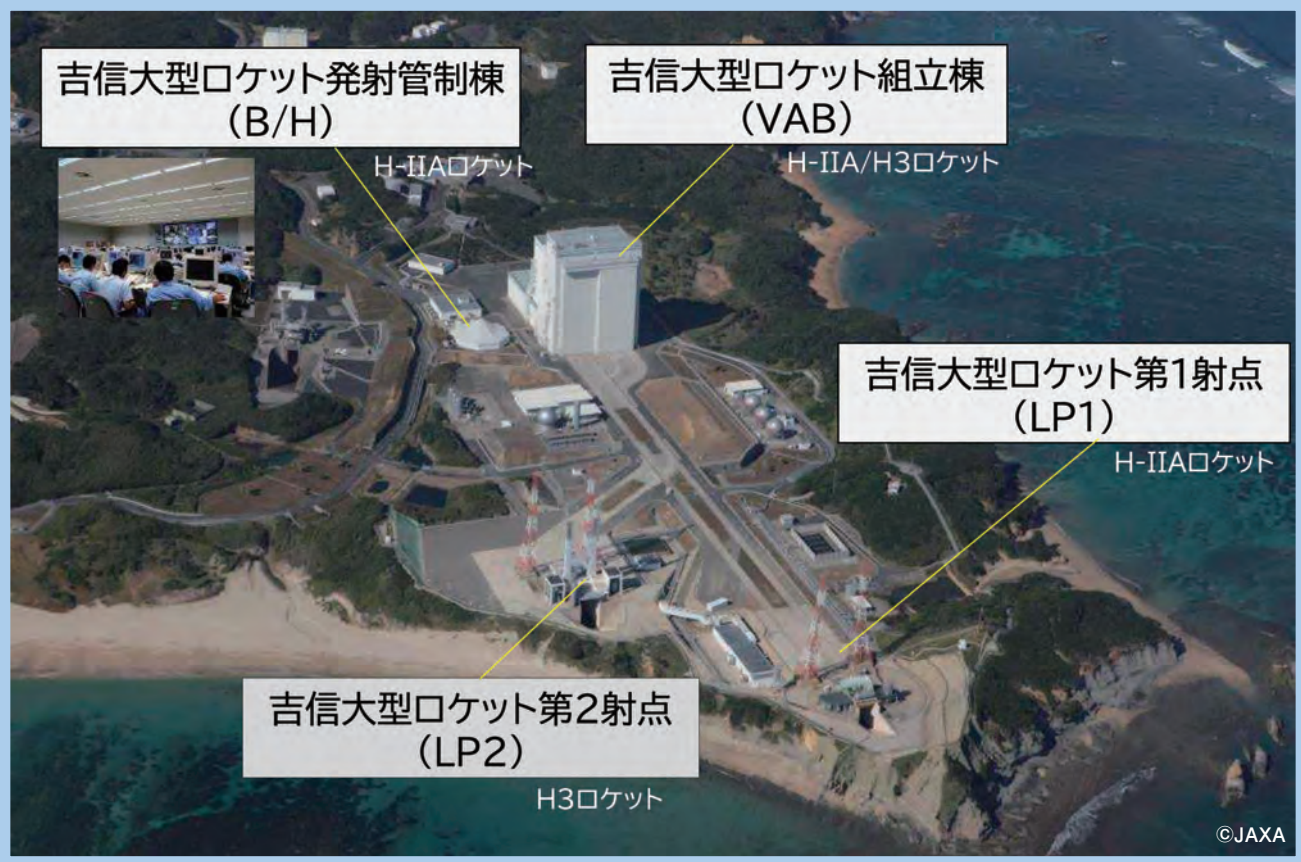 吉信大型ロケット発射管制棟
(B/H)
H-IIAロケット
吉信大型ロケット組立棟
(VAB)
H-IIA/H3ロケット
吉信大型ロケット第1射点
(LP1)
H-IIAロケット
吉信大型ロケット第2射点
(LP2)
H3ロケット
©JAXA